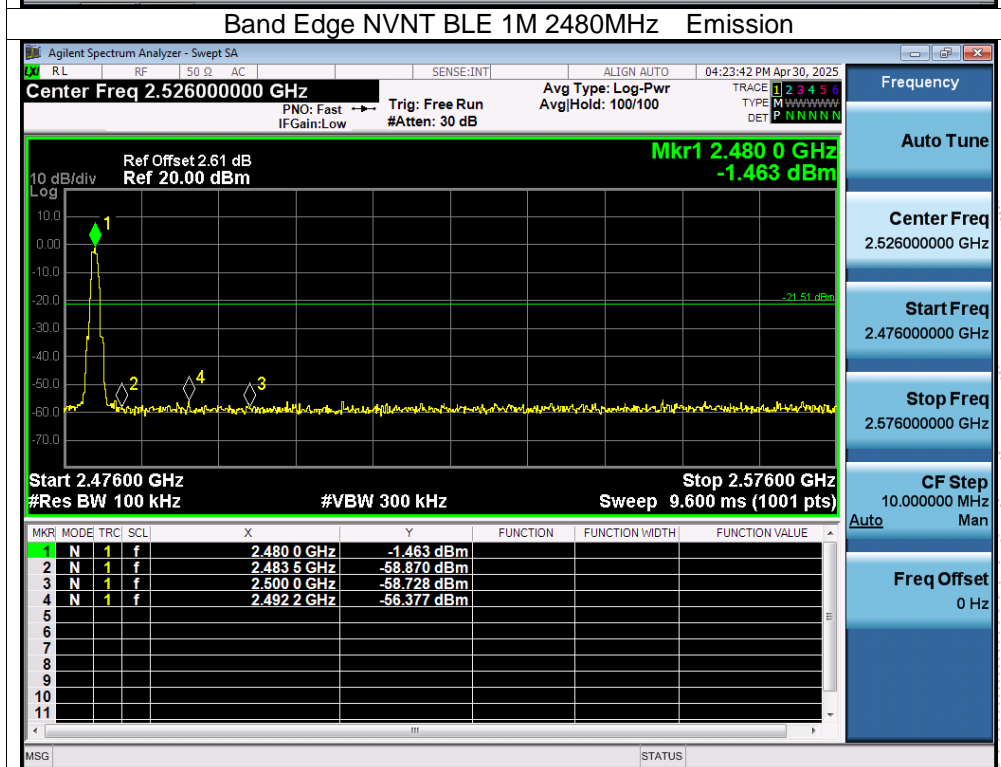 Band Edge NVNT BLE 1M 2480MHz Emission
Agilent Spectrum Analyzer - Swept SA
LXI RL RF 50 Ω AC SENSE:INT ALIGN AUTO 04:23:42 PM Apr 30, 2025
Center Freq 2.526000000 GHz
PNO: Fast
IFGain:Low
Trig: Free Run
#Atten: 30 dB
Avg Type: Log-Pwr
Avg|Hold: 100/100
TRACE 1 2 3 4 5 6
TYPE M WWWWW
DET P N N N N N
Ref Offset 2.61 dB
10 dB/div Ref 20.00 dBm
Log
Mkr1 2.480 0 GHz
-1.463 dBm
10.0
0.00
-10.0
-20.0
-30.0
-40.0
-50.0
-60.0
-70.0
1
2
4
3
-21.51 dBm
Start 2.47600 GHz Stop 2.57600 GHz
#Res BW 100 kHz #VBW 300 kHz Sweep 9.600 ms (1001 pts)
MKR MODE TRC SCL X Y FUNCTION FUNCTION WIDTH FUNCTION VALUE
1 N 1 f 2.480 0 GHz -1.463 dBm
2 N 1 f 2.483 5 GHz -58.870 dBm
3 N 1 f 2.500 0 GHz -58.728 dBm
4 N 1 f 2.492 2 GHz -56.377 dBm
5
6
7
8
9
10
11
MSG STATUS
Frequency
Auto Tune
Center Freq
2.526000000 GHz
Start Freq
2.476000000 GHz
Stop Freq
2.576000000 GHz
CF Step
10.000000 MHz
Auto Man
Freq Offset
0 Hz